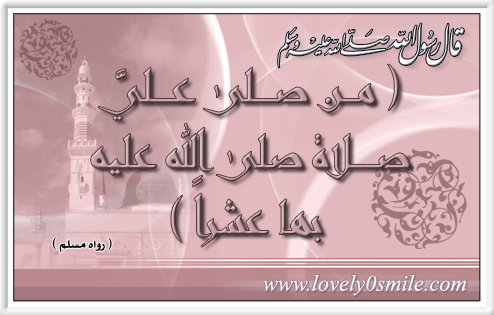 قال رسول الله صلى الله عليه وسلم
( من صلى عليَّ
صلاة صلى الله عليه
بها عشراً )
( رواه مسلم )
www.lovely0smile.com